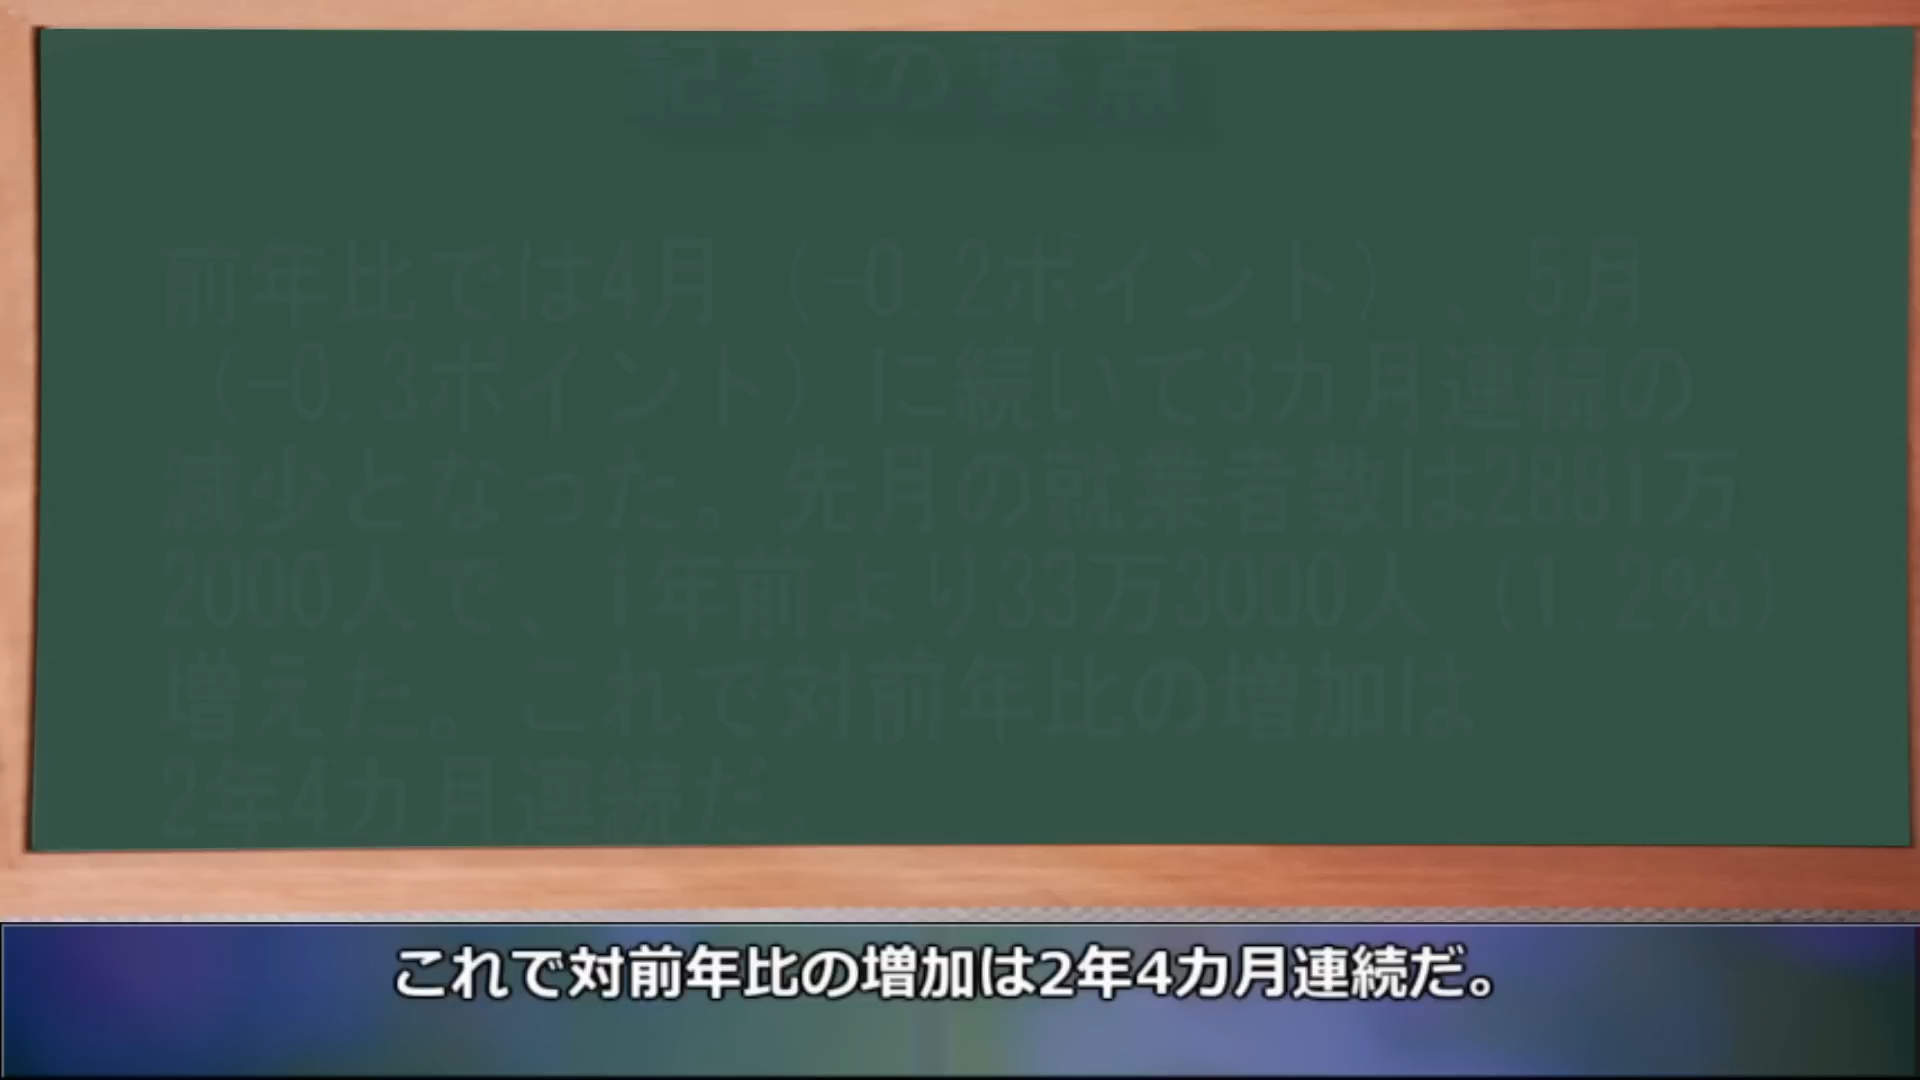 記事の要点
前年比では4月（-0.2ポイント）、5月
（-0.3ポイント）に続いて3カ月連続の
減少となった。先月の就業者数は2881万
2000人で、1年前より33万3000人（1.2%）
増えた。これで対前年比の増加は
2年4カ月連続だ。
これで対前年比の増加は2年4カ月連続だ。